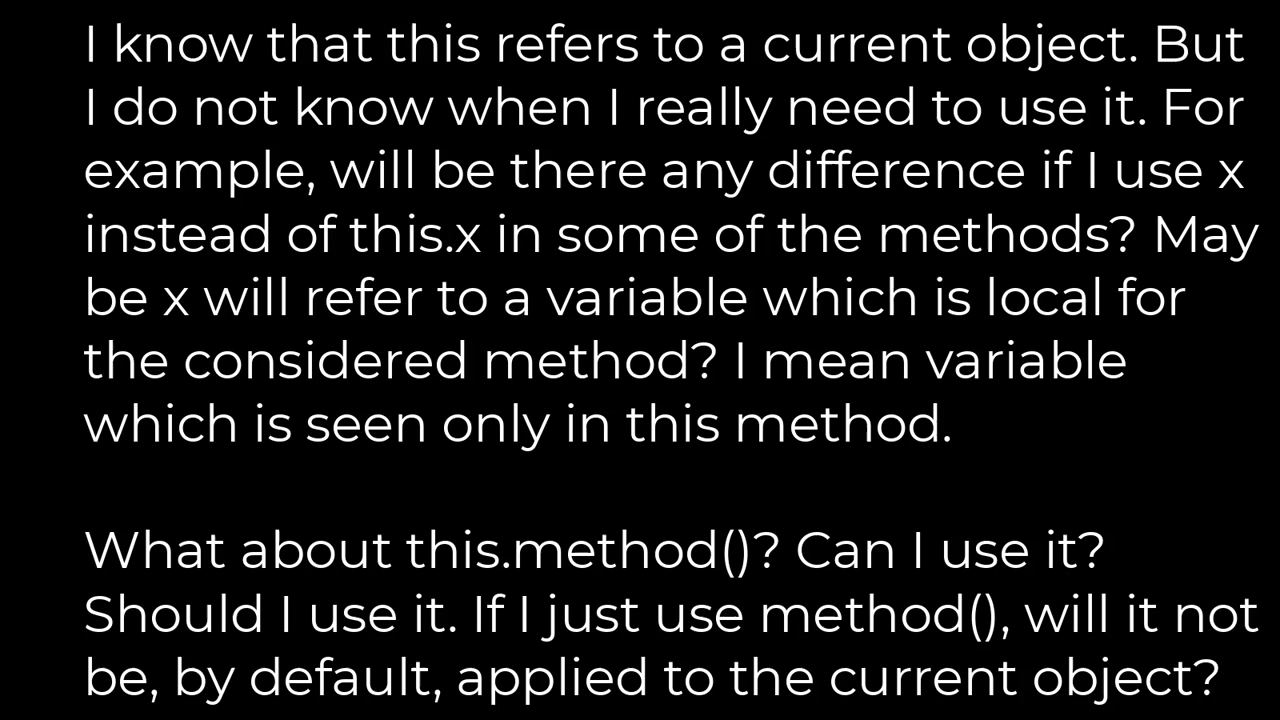 I know that this refers to a current object. But
I do not know when I really need to use it. For
example, will be there any difference if I use x
instead of this.x in some of the methods? May
be x will refer to a variable which is local for
the considered method? I mean variable
which is seen only in this method.
What about this.method()? Can I use it?
Should I use it. If I just use method(), will it not
be, by default, applied to the current object?